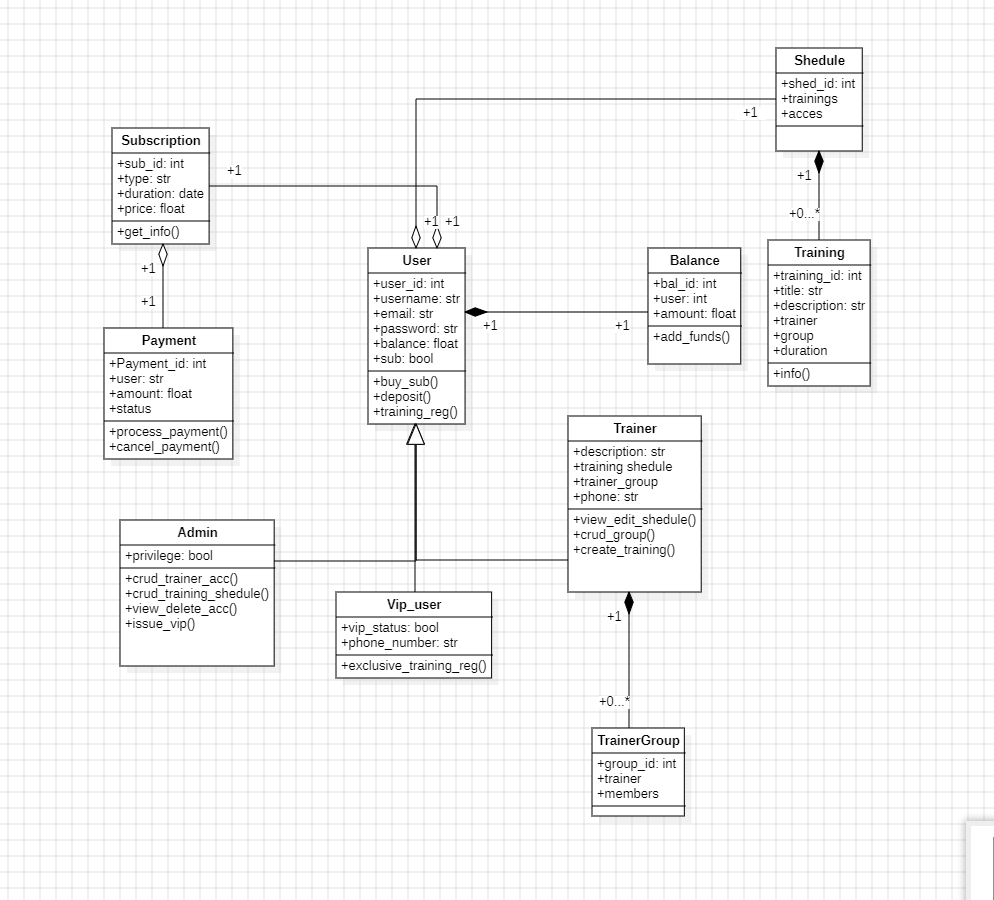 Shedule
+shed_id: int
+trainings
+acces
+1
+1
+0...*
Subscription
+sub_id: int
+type: str
+duration: date
+price: float
+get_info()
+1
+1
+1
+1
+1
User
+user_id: int
+username: str
+email: str
+password: str
+balance: float
+sub: bool
+buy_sub()
+deposit()
+training_reg()
+1
+1
Balance
+bal_id: int
+user: int
+amount: float
+add_funds()
Training
+training_id: int
+title: str
+description: str
+trainer
+group
+duration
+info()
Payment
+Payment_id: int
+user: str
+amount: float
+status
+process_payment()
+cancel_payment()
Trainer
+description: str
+training shedule
+trainer_group
+phone: str
+view_edit_shedule()
+crud_group()
+create_training()
+1
+0...*
Admin
+privilege: bool
+crud_trainer_acc()
+crud_training_shedule()
+view_delete_acc()
+issue_vip()
Vip_user
+vip_status: bool
+phone_number: str
+exclusive_training_reg()
TrainerGroup
+group_id: int
+trainer
+members